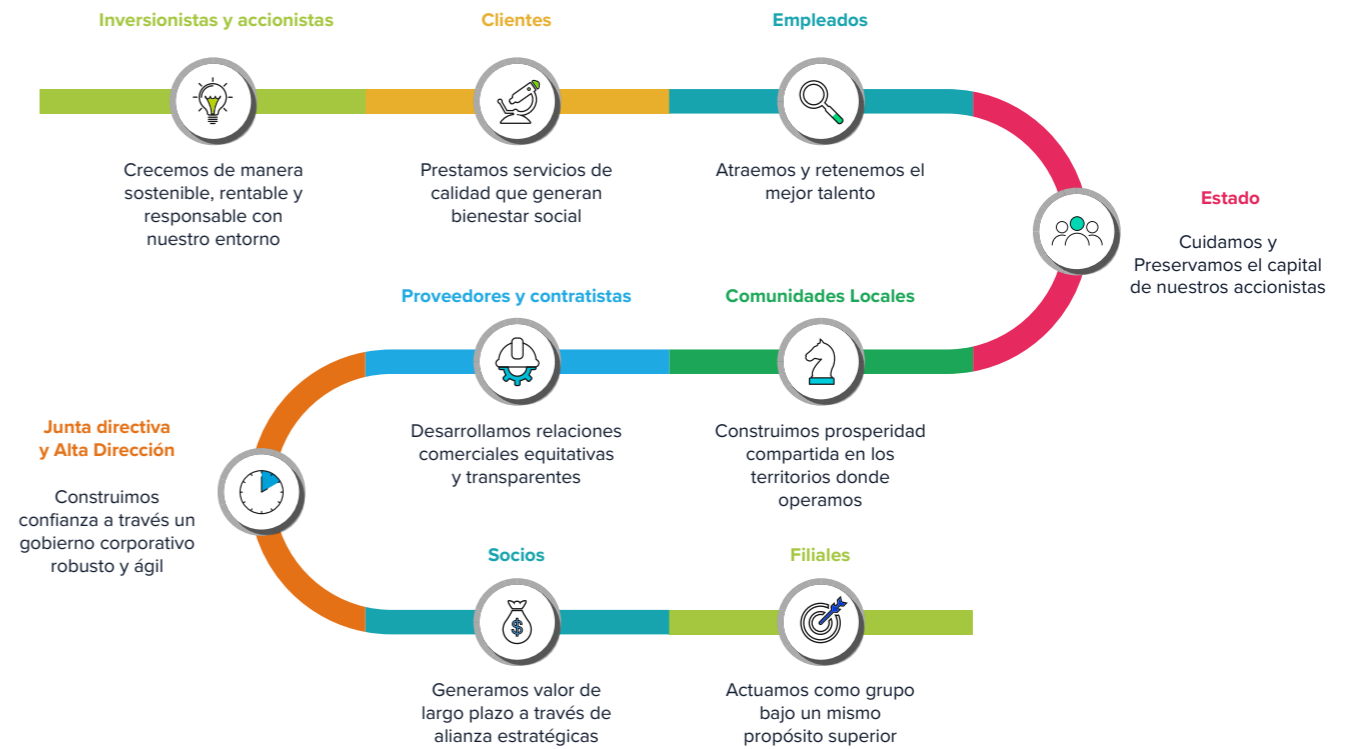 Inversionistas y accionistas
Crecemos de manera
sostenible, rentable y
responsable con
nuestro entorno
Clientes
Prestamos servicios de
calidad que generan
bienestar social
Empleados
Atraemos y retenemos el
mejor talento
Estado
Cuidamos y
Preservamos el capital
de nuestros accionistas
Comunidades Locales
Construimos prosperidad
compartida en los
territorios donde
operamos
Proveedores y contratistas
Desarrollamos relaciones
comerciales equitativas
y transparentes
Junta directiva
y Alta Dirección
Construimos
confianza a través un
gobierno corporativo
robusto y ágil
Socios
$
Generamos valor de
largo plazo a través de
alianza estratégicas
Filiales
Actuamos como grupo
bajo un mismo
propósito superior